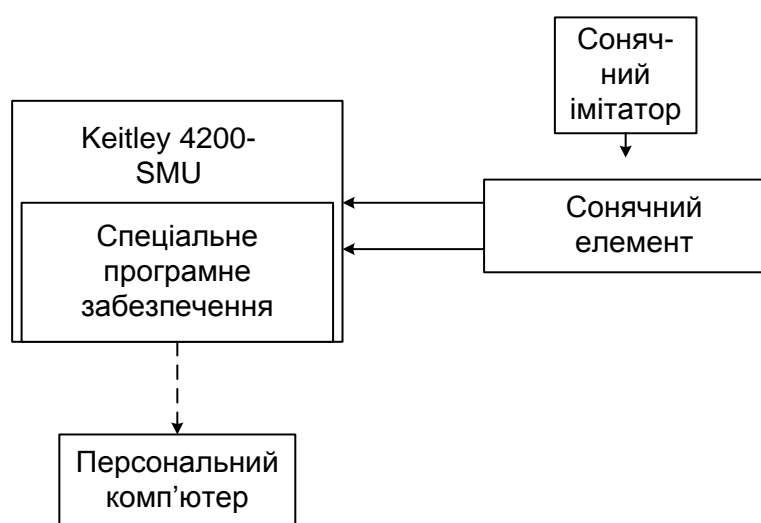 Соняч-
ний
імітатор
Keitley 4200-
SMU
Сонячний
елемент
Спеціальне
програмне
забезпечення
Персональний
комп’ютер